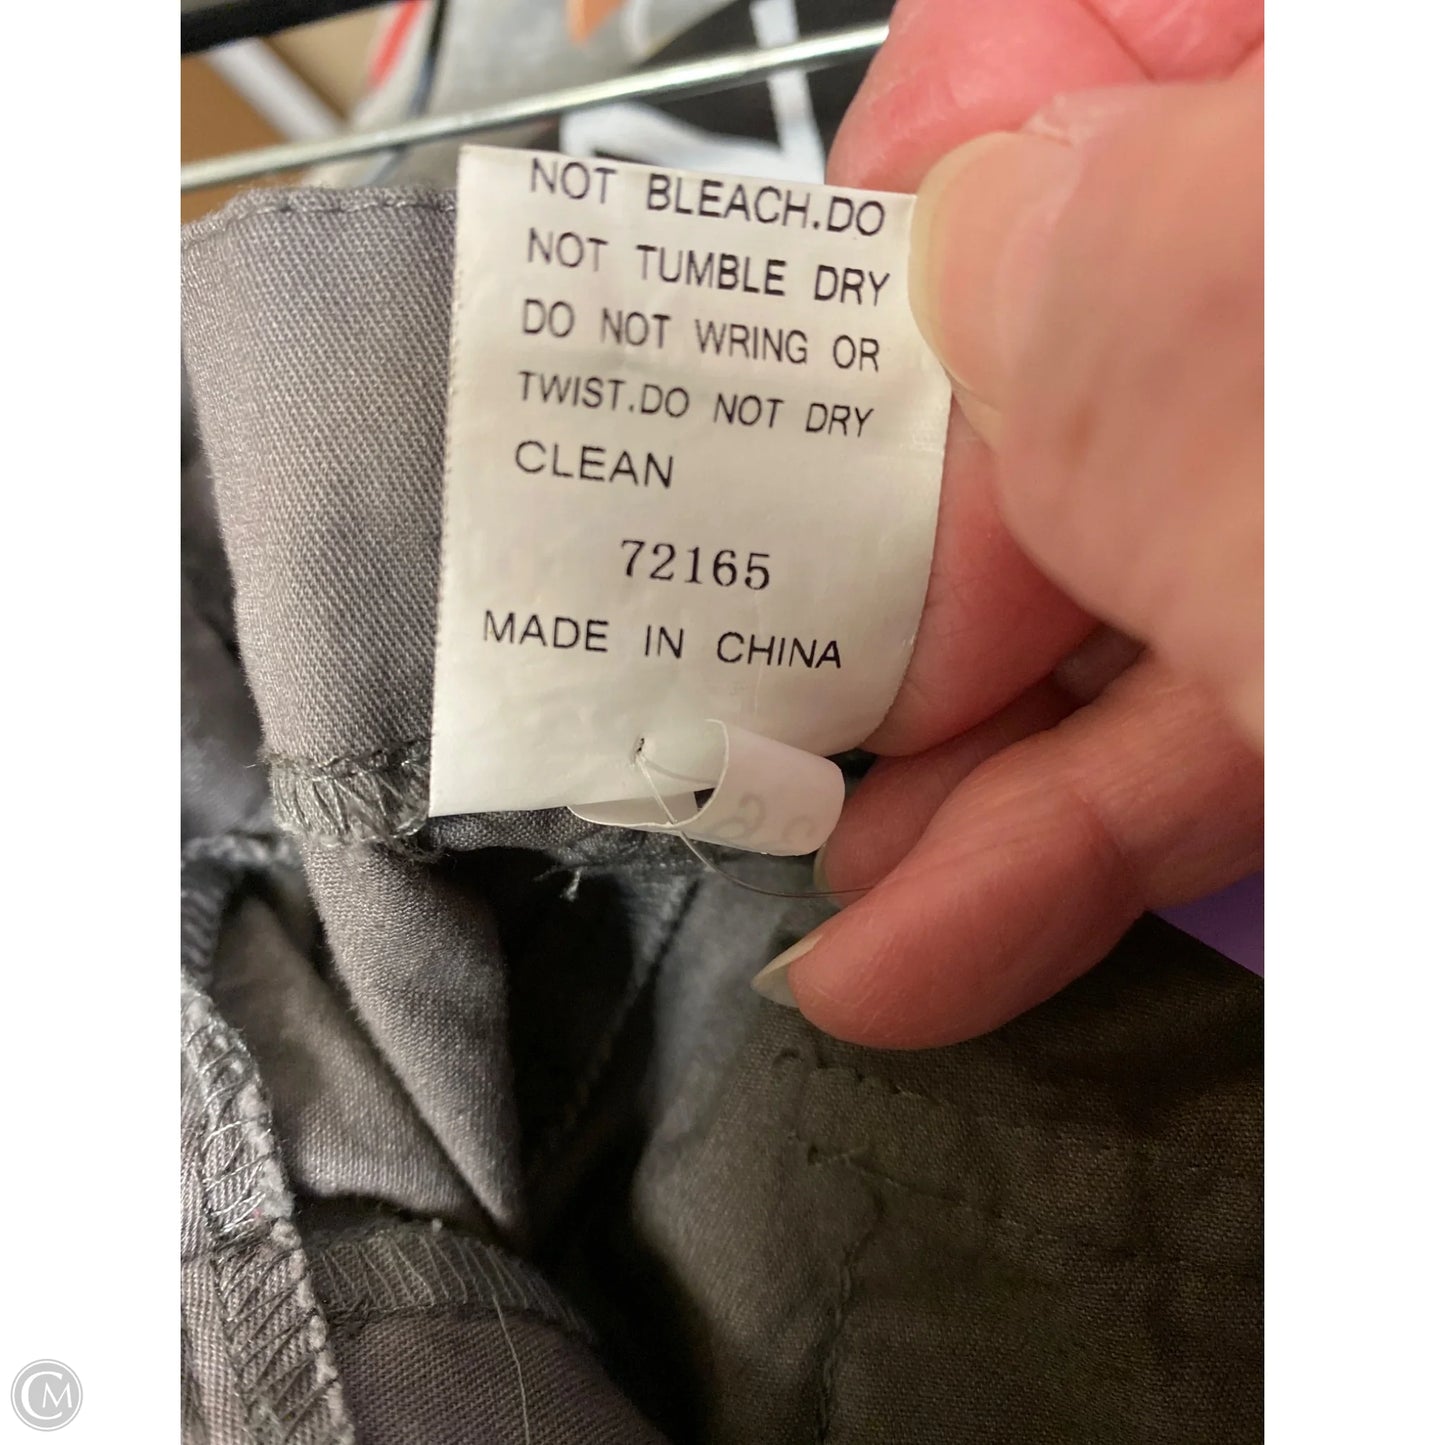 NOT BLEACH.DO
NOT TUMBLE DRY
DO NOT WRING OR
TWIST.DO NOT DRY
CLEAN
72165
MADE IN CHINA
CM